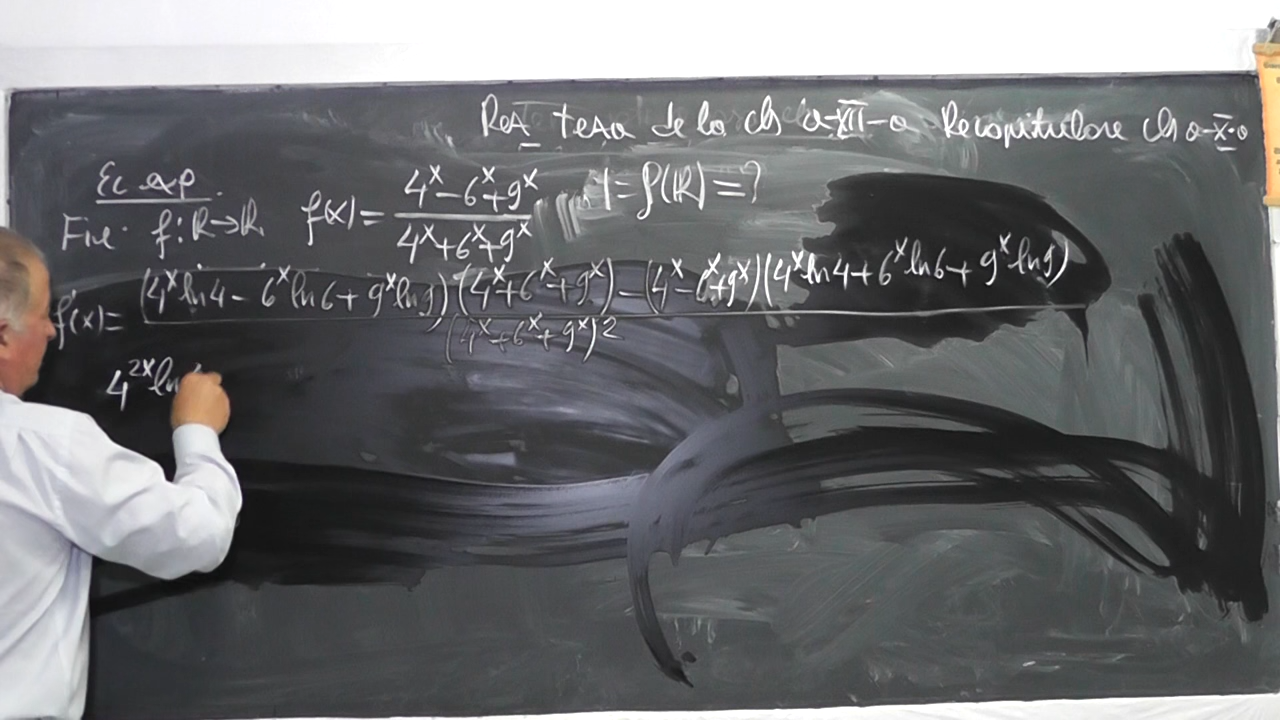 Rez teza de la cls a-XII-a Recapitulare cls a-X-a
Ec exp.
Fie f:ℝ→ℝ, f(x)=(4^x-6^x+9^x)/(4^x+6^x+9^x) I=f(ℝ)=?
f'(x)=((4^x ln4-6^x ln6+9^x ln9)(4^x+6^x+9^x)-(4^x-6^x+9^x)(4^x ln4+6^x ln6+9^x ln9))/(4^x+6^x+9^x)^2
4^{2x} ln